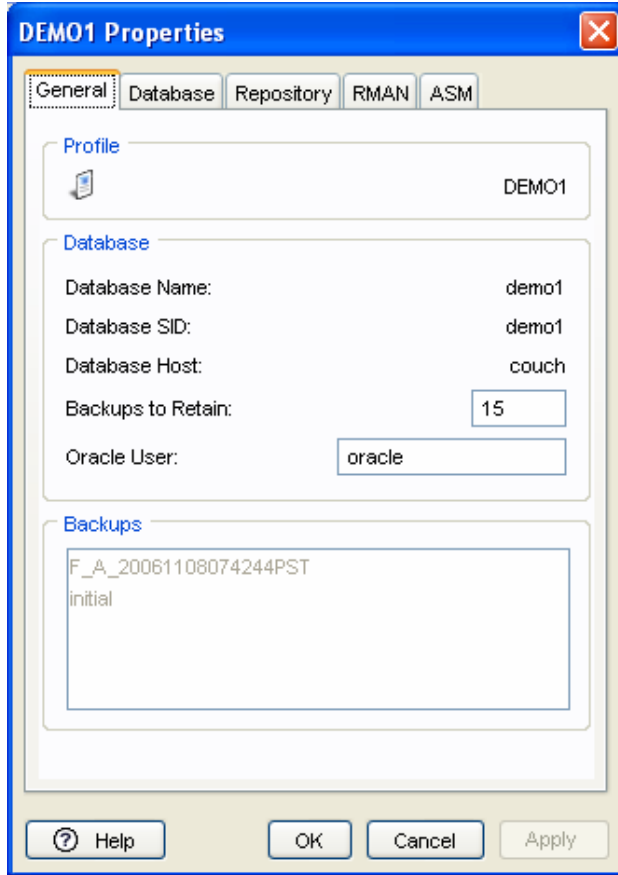 DEMO1 Properties
General Database Repository RMAN ASM
Profile
DEMO1
Database
Database Name: demo1
Database SID: demo1
Database Host: couch
Backups to Retain: 15
Oracle User: oracle
Backups
F_A_20061108074244PST
initial
Help OK Cancel Apply